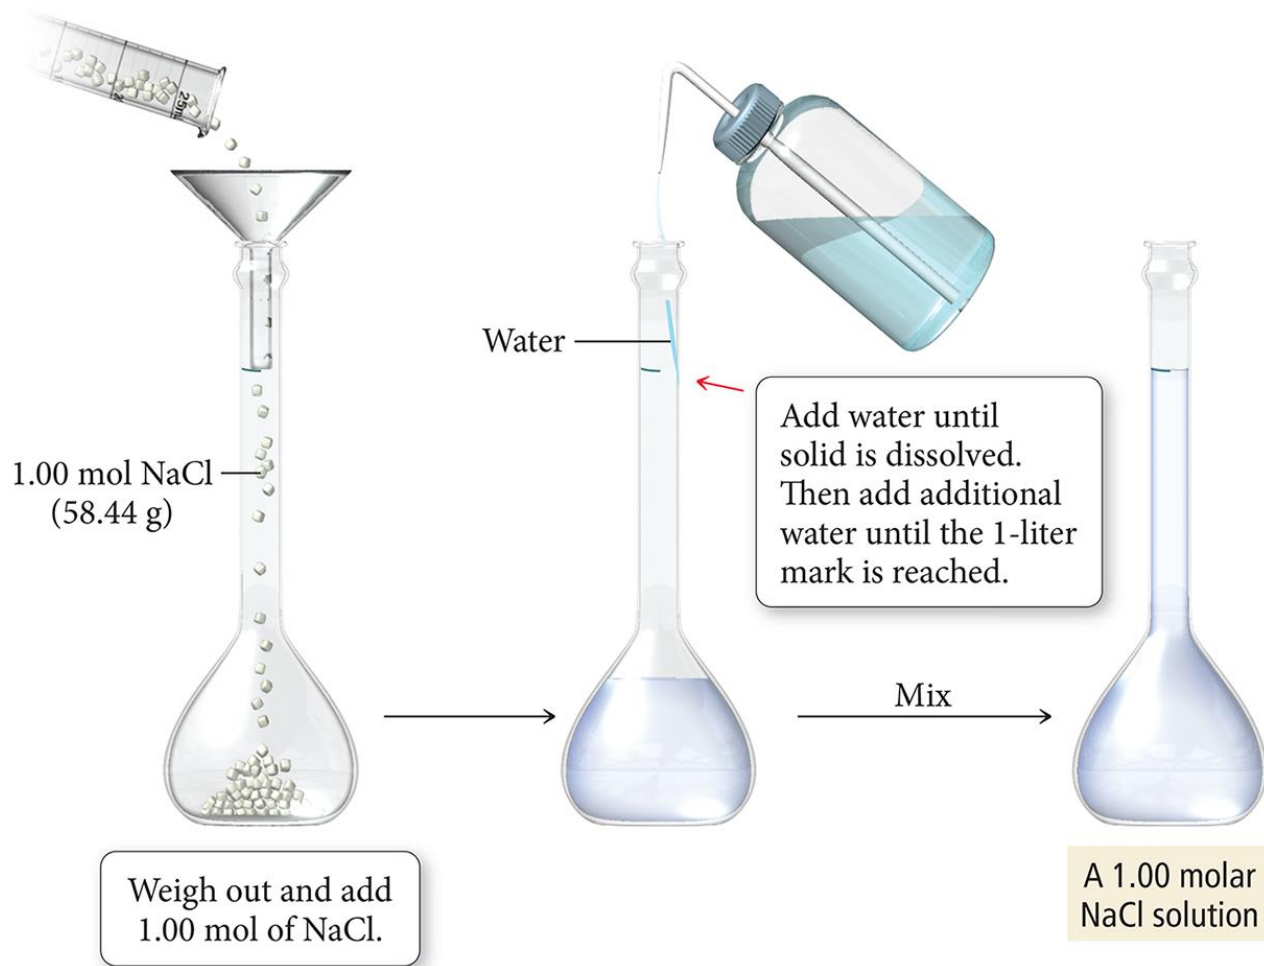 25ml
Water
1.00 mol NaCl
(58.44 g)
Add water until
solid is dissolved.
Then add additional
water until the 1-liter
mark is reached.
Mix
Weigh out and add
1.00 mol of NaCl.
A 1.00 molar
NaCl solution